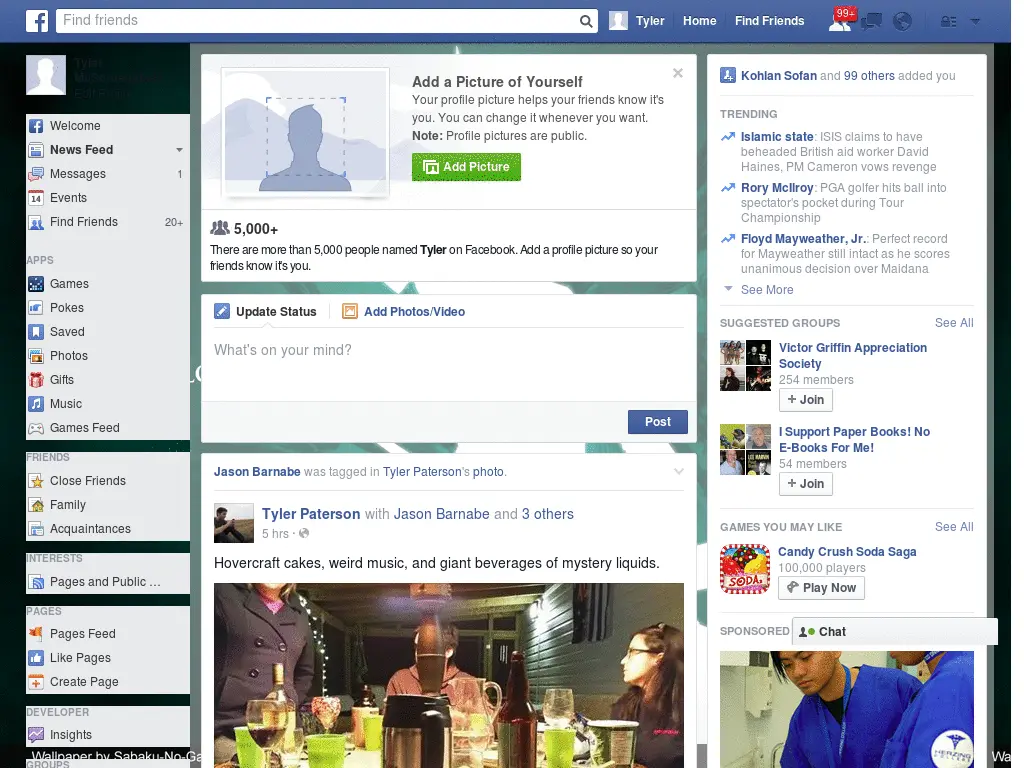 Find friends
Tyler
Home
Find Friends
99+
Tyler
Welcome
News Feed
Messages 1
14 Events
Find Friends 20+
APPS
Games
Pokes
Saved
Photos
Gifts
Music
Games Feed
FRIENDS
Close Friends
Family
Acquaintances
INTERESTS
Pages and Public ...
PAGES
Pages Feed
Like Pages
Create Page
DEVELOPER
Insights
Wallpaper by Sabaku-No-Ga
GROUPS
Add a Picture of Yourself
Your profile picture helps your friends know it's
you. You can change it whenever you want.
Note: Profile pictures are public.
Add Picture
5,000+
There are more than 5,000 people named Tyler on Facebook. Add a profile picture so your
friends know it's you.
Update Status
Add Photos/Video
What's on your mind?
Post
Jason Barnabe was tagged in Tyler Paterson's photo.
Tyler Paterson with Jason Barnabe and 3 others
5 hrs ·
Hovercraft cakes, weird music, and giant beverages of mystery liquids.
Kohlan Sofan and 99 others added you
TRENDING
Islamic state: ISIS claims to have
beheaded British aid worker David
Haines, PM Cameron vows revenge
Rory McIlroy: PGA golfer hits ball into
spectator's pocket during Tour
Championship
Floyd Mayweather, Jr.: Perfect record
for Mayweather still intact as he scores
unanimous decision over Maidana
See More
SUGGESTED GROUPS See All
Victor Griffin Appreciation
Society
254 members
+ Join
I Support Paper Books! No
E-Books For Me!
54 members
+ Join
GAMES YOU MAY LIKE See All
SODA
Candy Crush Soda Saga
100,000 players
Play Now
SPONSORED
Chat
HERZING
Wa